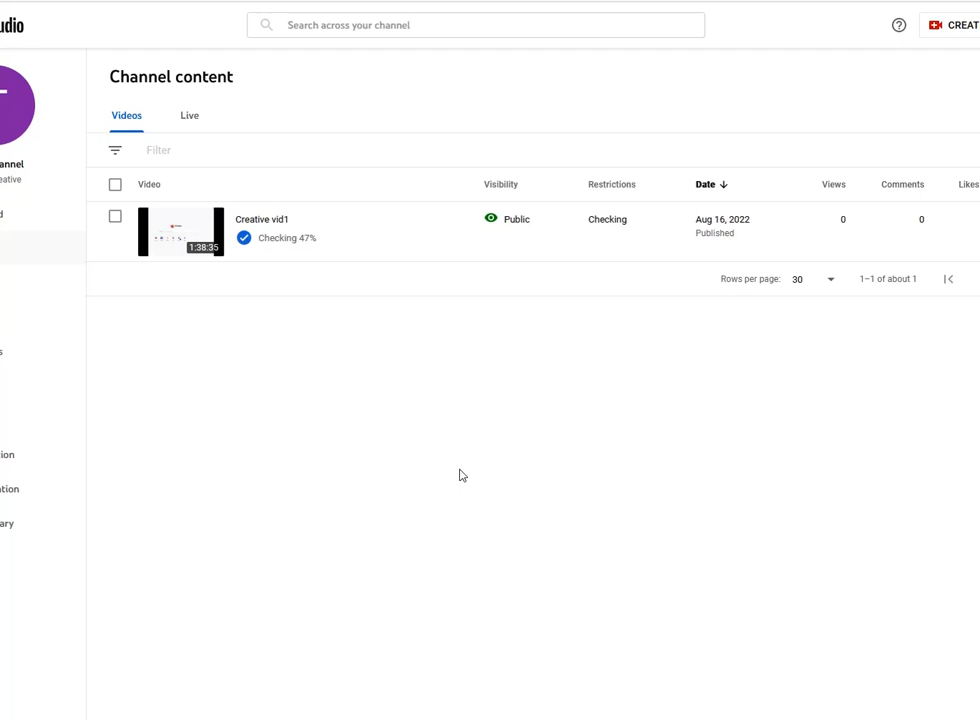 udio
Search across your channel
CREAT
annel
eative
d
s
ion
ation
ary
Channel content
Videos Live
Filter
Video Visibility Restrictions Date Views Comments Likes
Creative vid1 Public Checking Aug 16, 2022 0 0
1:38:35 Checking 47% Published
Rows per page: 30 1–1 of about 1